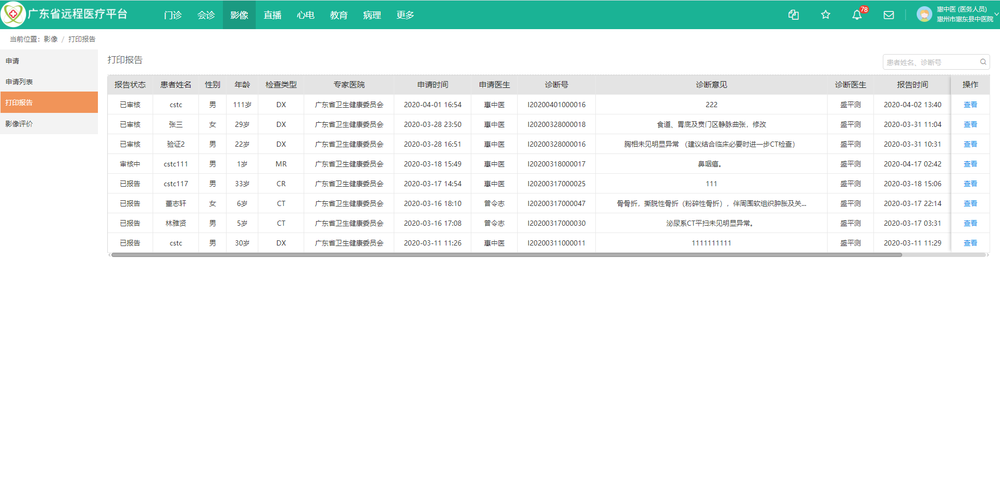 广东省远程医疗平台
门诊 会诊 影像 直播 心电 教育 病理 更多
78
惠中医 (医务人员)
惠州市惠东县中医院
当前位置： 影像 / 打印报告
申请
申请列表
打印报告
影像评价
打印报告
患者姓名、诊断号
报告状态 患者姓名 性别 年龄 检查类型 专家医院 申请时间 申请医生 诊断号 诊断意见 诊断医生 报告时间 操作
已审核 cstc 男 111岁 DX 广东省卫生健康委员会 2020-04-01 16:54 惠中医 I20200401000016 222 盛平测 2020-04-02 13:40 查看
已审核 张三 女 29岁 DX 广东省卫生健康委员会 2020-03-28 23:50 惠中医 I20200328000018 食道、胃底及贲门区静脉曲张，修改 盛平测 2020-03-31 11:04 查看
已审核 验证2 男 22岁 DX 广东省卫生健康委员会 2020-03-28 16:51 惠中医 I20200328000016 胸相未见明显异常 （建议结合临床必要时进一步CT检查） 盛平测 2020-03-31 10:31 查看
审核中 cstc111 男 1岁 MR 广东省卫生健康委员会 2020-03-18 15:49 惠中医 I20200318000017 鼻咽癌。 盛平测 2020-04-17 02:42 查看
已报告 cstc117 男 33岁 CR 广东省卫生健康委员会 2020-03-17 14:54 惠中医 I20200317000025 111 盛平测 2020-03-18 15:06 查看
已报告 董志轩 女 6岁 CT 广东省卫生健康委员会 2020-03-16 18:10 曾令志 I20200317000047 骨骨折，撕脱性骨折（粉碎性骨折），伴周围软组织肿胀及关... 盛平测 2020-03-17 22:14 查看
已报告 林雅贤 男 5岁 CT 广东省卫生健康委员会 2020-03-16 17:08 曾令志 I20200317000030 泌尿系CT平扫未见明显异常。 盛平测 2020-03-17 03:31 查看
已报告 cstc 男 30岁 DX 广东省卫生健康委员会 2020-03-11 11:26 惠中医 I20200311000011 1111111111 盛平测 2020-03-11 11:29 查看